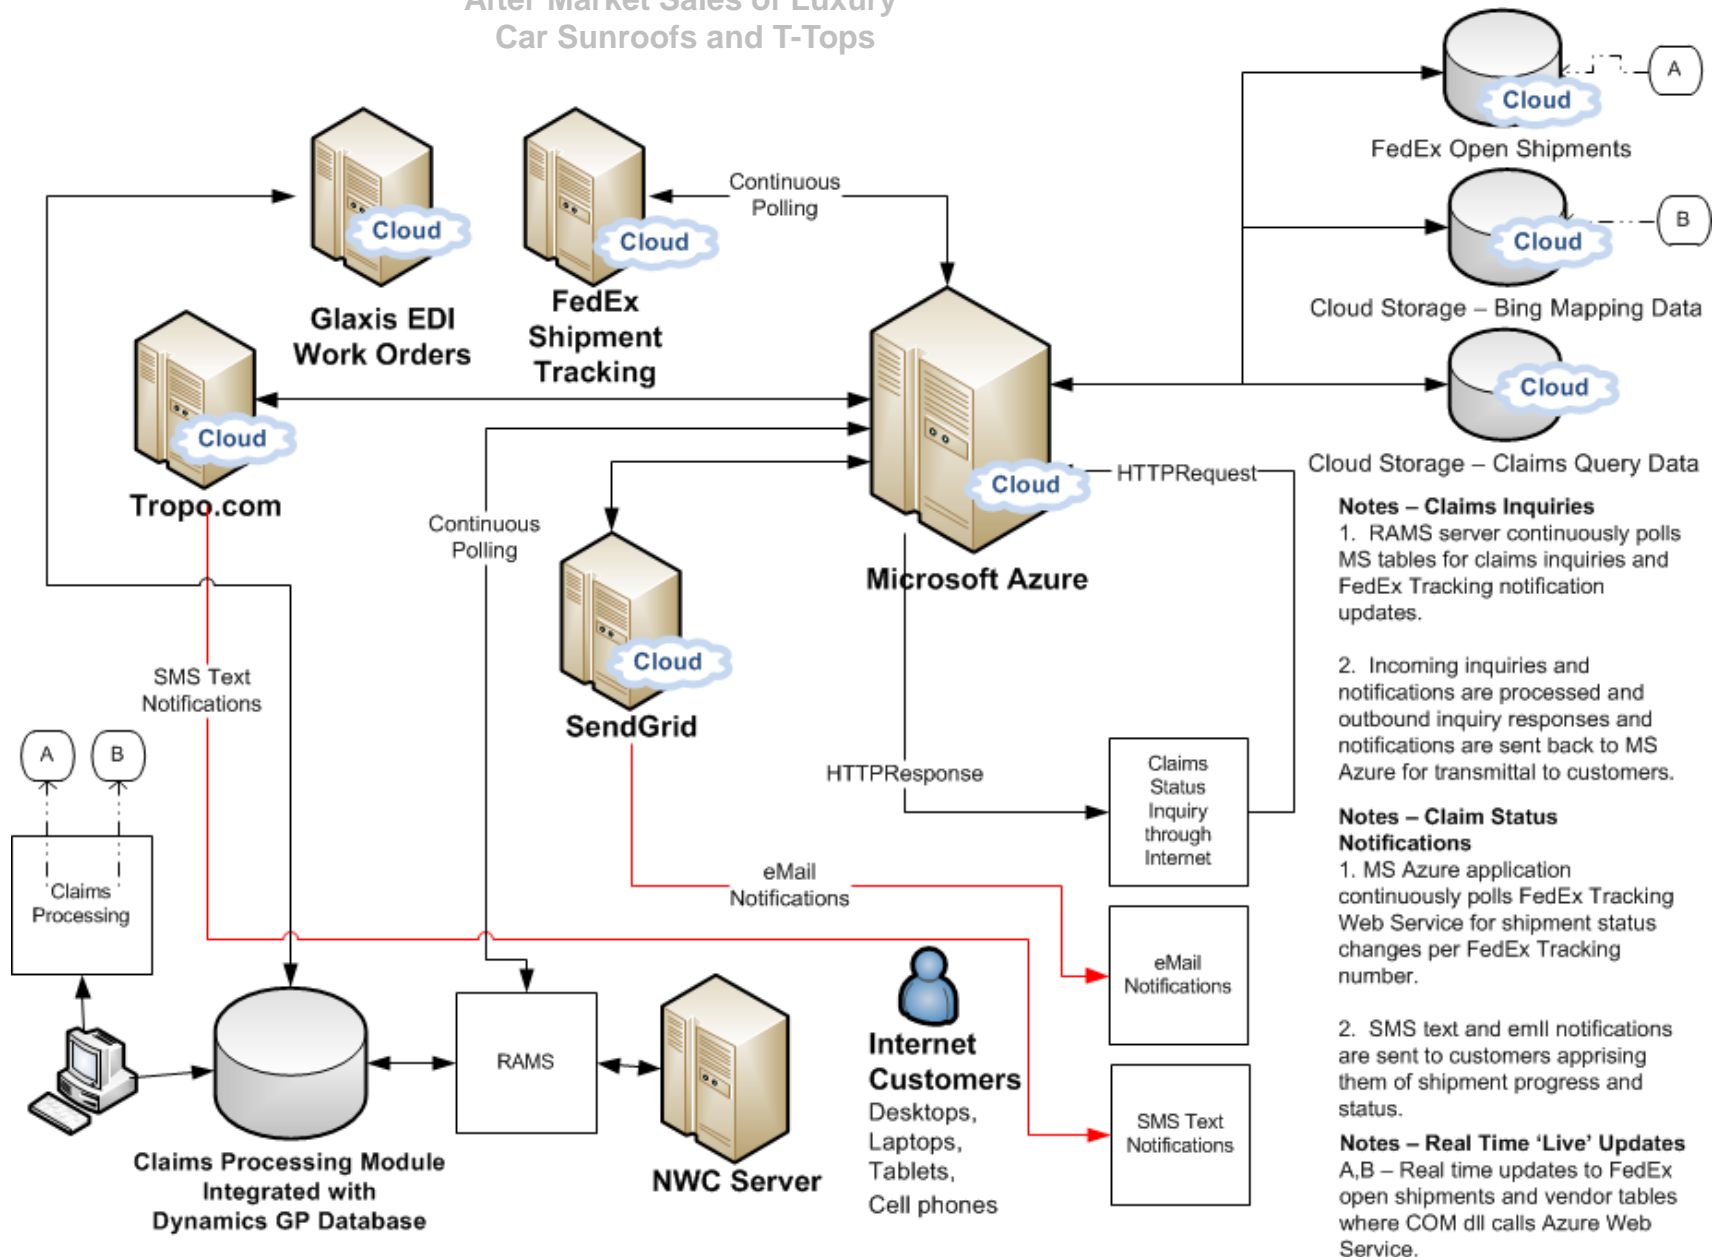 After Market Sales of Luxury
Car Sunroofs and T-Tops
A
Cloud
FedEx Open Shipments
B
Cloud
Cloud Storage – Bing Mapping Data
Cloud
Cloud Storage – Claims Query Data
Cloud
Glaxis EDI
Work Orders
Cloud
FedEx
Shipment
Tracking
Continuous
Polling
Cloud
Tropo.com
Cloud
Microsoft Azure
HTTPRequest
Continuous
Polling
Cloud
SendGrid
SMS Text
Notifications
HTTPResponse
Claims
Status
Inquiry
through
Internet
eMail
Notifications
A
B
Claims
Processing
eMail
Notifications
RAMS
Claims Processing Module
Integrated with
Dynamics GP Database
NWC Server
Internet
Customers
Desktops,
Laptops,
Tablets,
Cell phones
SMS Text
Notifications
Notes – Claims Inquiries
1. RAMS server continuously polls
MS tables for claims inquiries and
FedEx Tracking notification
updates.
2. Incoming inquiries and
notifications are processed and
outbound inquiry responses and
notifications are sent back to MS
Azure for transmittal to customers.
Notes – Claim Status
Notifications
1. MS Azure application
continuously polls FedEx Tracking
Web Service for shipment status
changes per FedEx Tracking
number.
2. SMS text and emll notifications
are sent to customers apprising
them of shipment progress and
status.
Notes – Real Time ‘Live’ Updates
A,B – Real time updates to FedEx
open shipments and vendor tables
where COM dll calls Azure Web
Service.